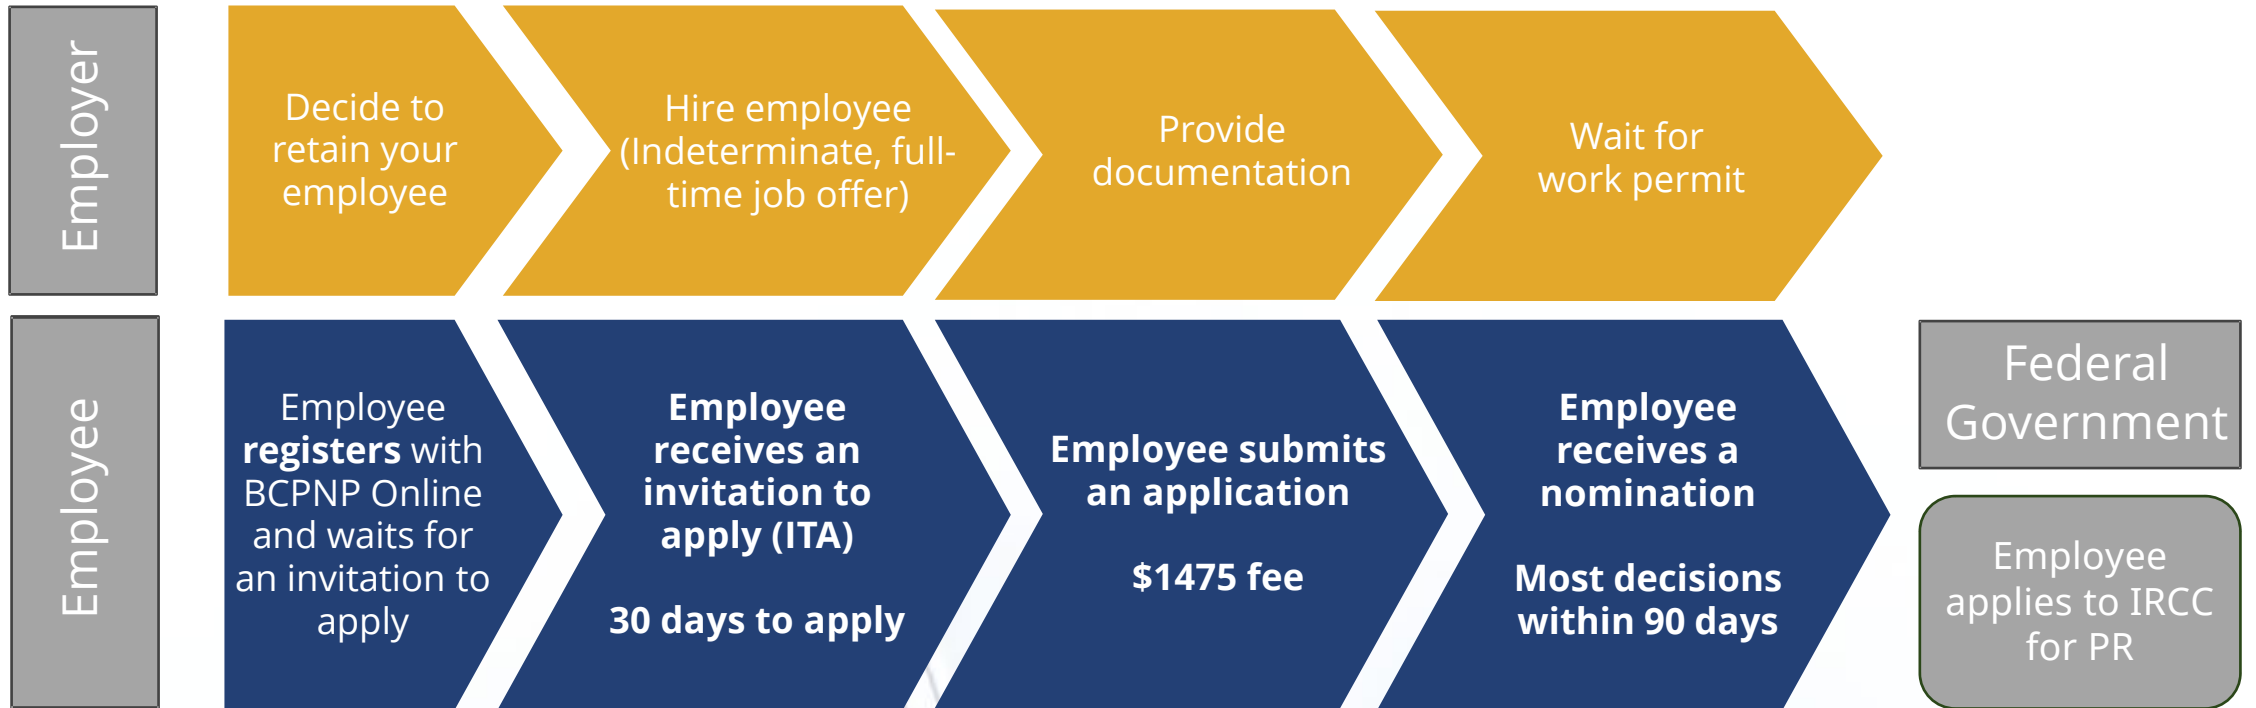 Employer
Decide to
retain your
employee
Hire employee
(Indeterminate, full-
time job offer)
Provide
documentation
Wait for
work permit
Employee
Employee
registers with
BCPNP Online
and waits for
an invitation to
apply
Employee
receives an
invitation to
apply (ITA)
30 days to apply
Employee submits
an application
$1475 fee
Employee
receives a
nomination
Most decisions
within 90 days
Federal
Government
Employee
applies to IRCC
for PR